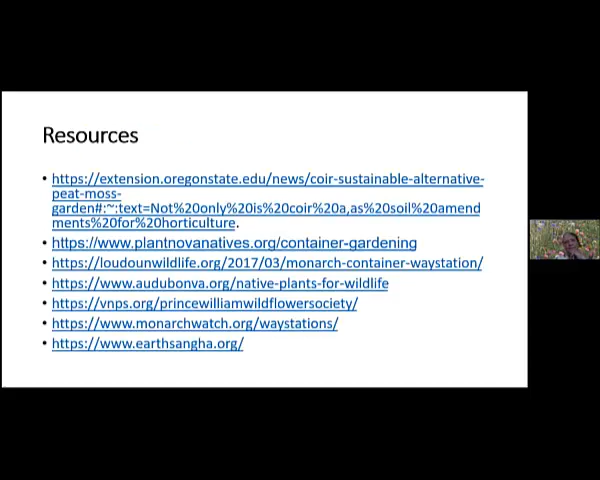 Resources
• https://extension.oregonstate.edu/news/coir-sustainable-alternative-
peat-moss-
garden#:~:text=Not%20only%20is%20coir%20a,as%20soil%20amend
ments%20for%20horticulture.
• https://www.plantnovanatives.org/container-gardening
• https://loudounwildlife.org/2017/03/monarch-container-waystation/
• https://www.audubonva.org/native-plants-for-wildlife
• https://vnps.org/princewilliamwildflowersociety/
• https://www.monarchwatch.org/waystations/
• https://www.earthsangha.org/